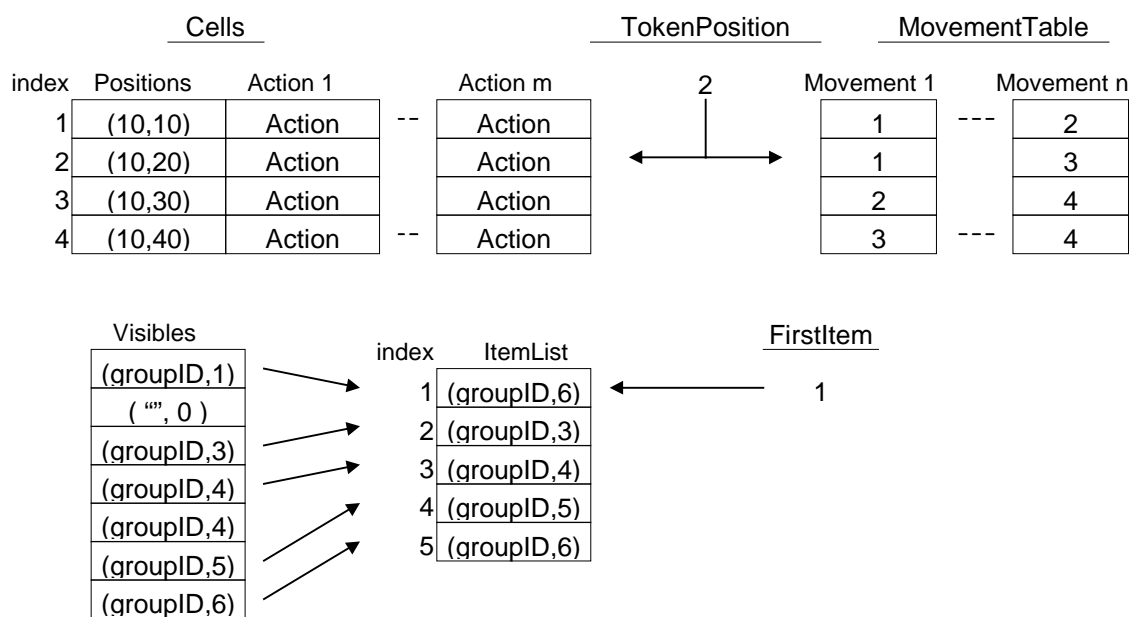 Cells TokenPosition MovementTable
index Positions Action 1 Action m 2 Movement 1 Movement n
1 (10,10) Action -- Action 1 --- 2
2 (10,20) Action Action 1 3
3 (10,30) Action Action 2 4
4 (10,40) Action -- Action 3 --- 4
Visibles
index ItemList FirstItem
(groupID,1)
1 (groupID,6) 1
( “”, 0 )
2 (groupID,3)
(groupID,3)
3 (groupID,4)
(groupID,4)
4 (groupID,5)
(groupID,4)
5 (groupID,6)
(groupID,5)
(groupID,6)